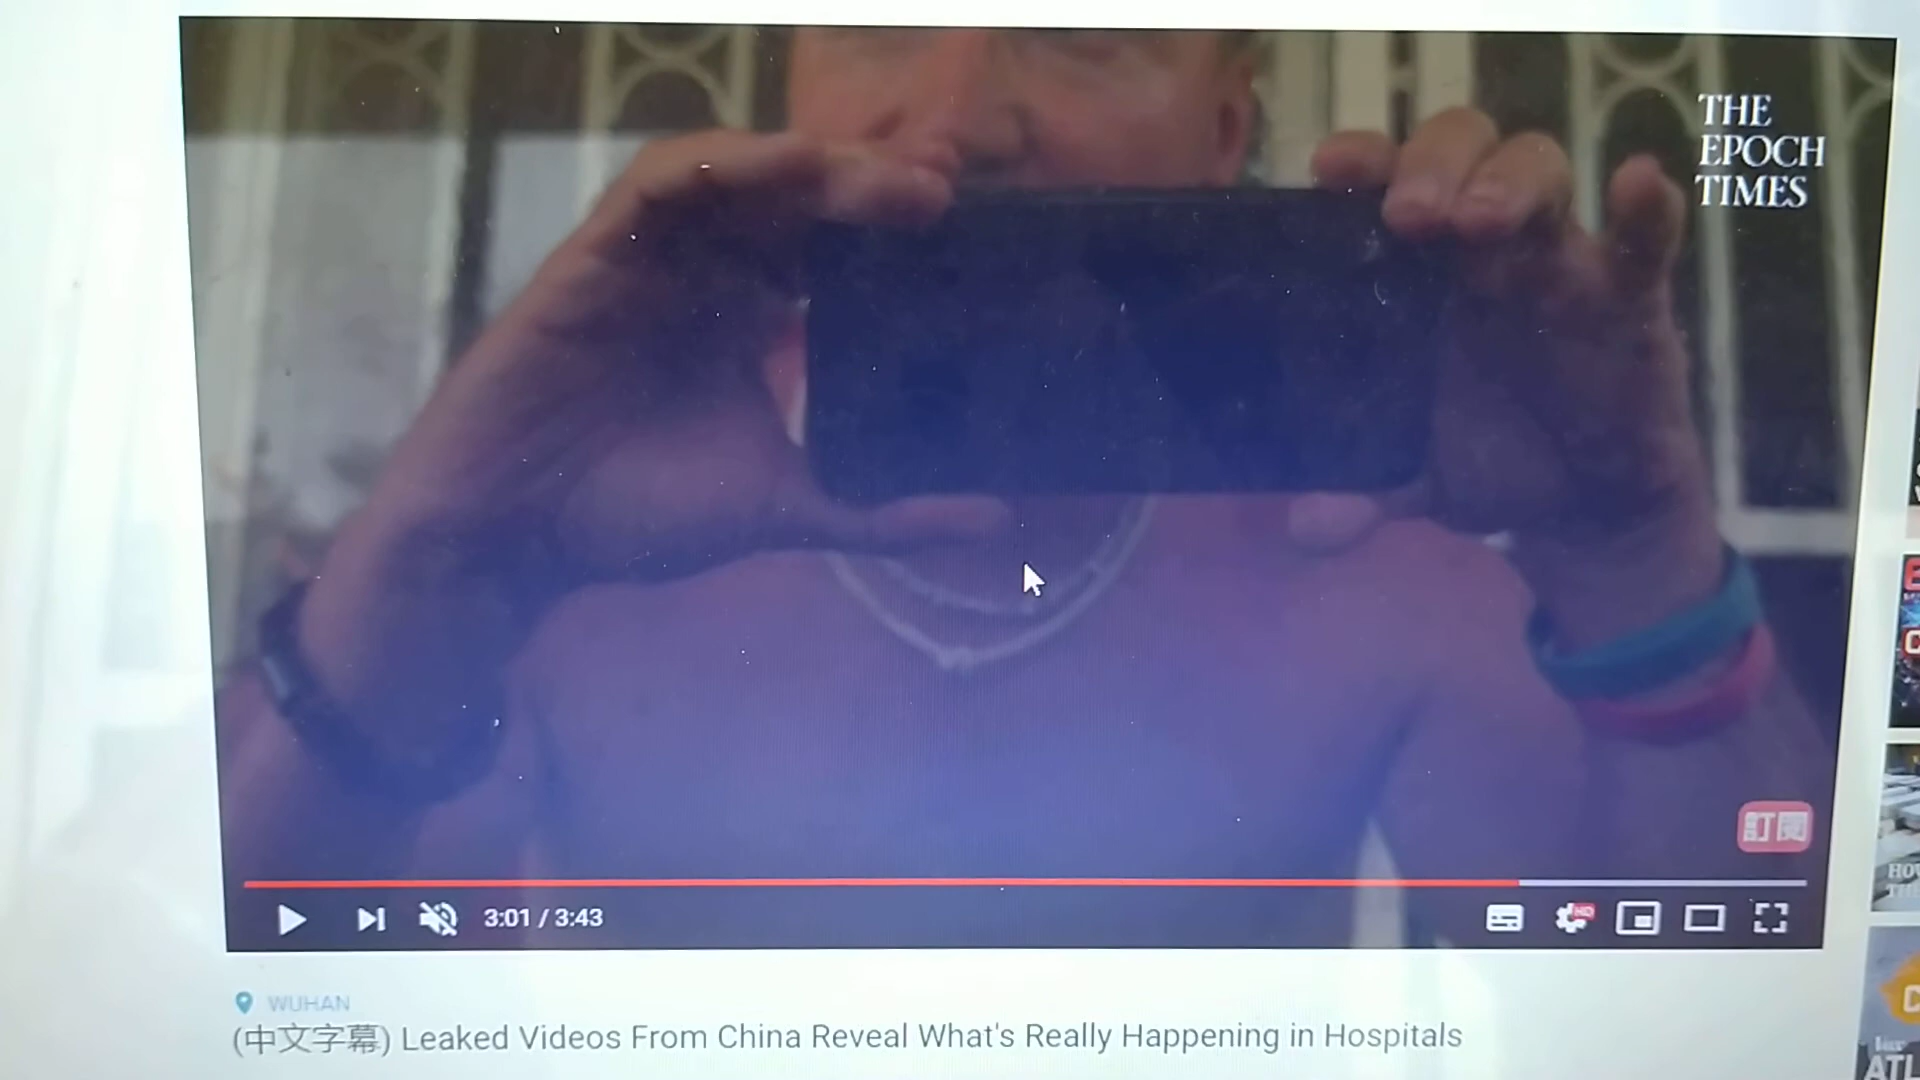 THE
EPOCH
TIMES
訂閱
3:01 / 3:43
HD
WUHAN
(中文字幕) Leaked Videos From China Reveal What's Really Happening in Hospitals